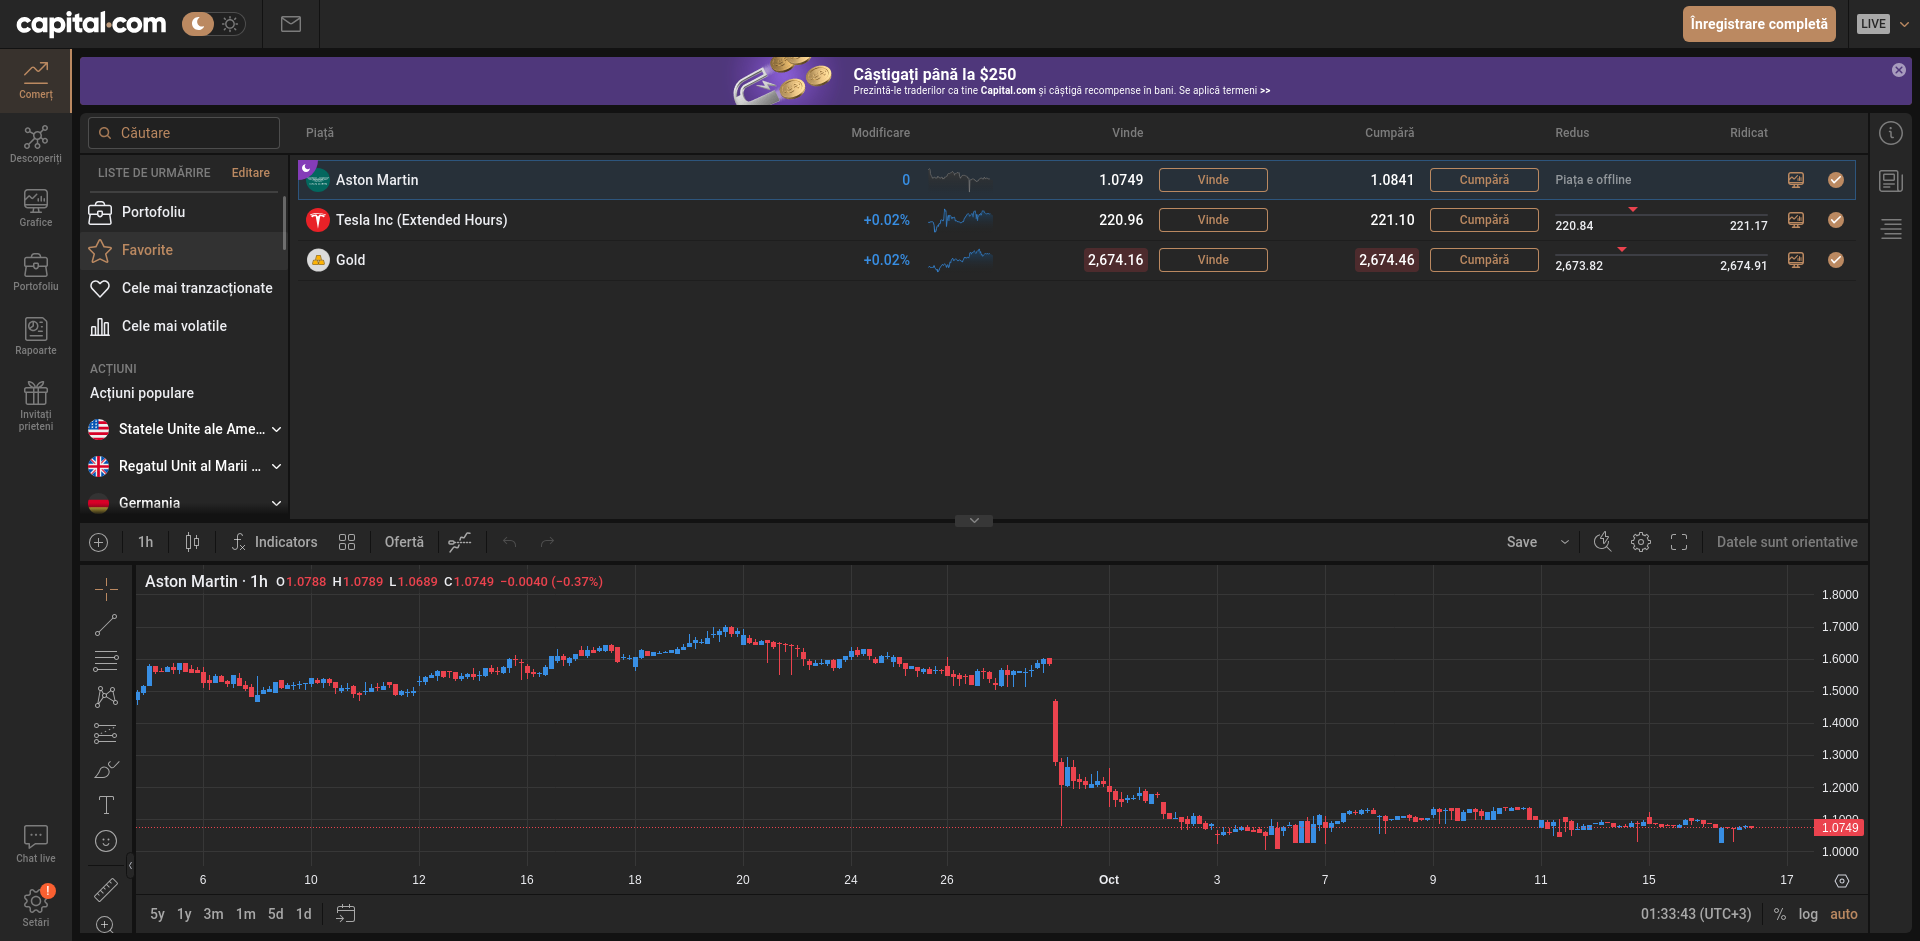 capital.com
Înregistrare completă
LIVE
Comerț
Câștigați până la $250
Prezintă-le traderilor ca tine Capital.com și câștigă recompense în bani. Se aplică termeni >>
Descoperiți
Grafice
Portofoliu
Rapoarte
Invitați
prieteni
Chat live
!
Setări
Căutare
LISTE DE URMĂRIRE Editare
Portofoliu
Favorite
Cele mai tranzacționate
Cele mai volatile
ACȚIUNI
Acțiuni populare
Statele Unite ale Ame...
Regatul Unit al Marii ...
Germania
Piață Modificare Vinde Cumpără Redus Ridicat
Aston Martin 0 1.0749 Vinde 1.0841 Cumpără Piața e offline
Tesla Inc (Extended Hours) +0.02% 220.96 Vinde 221.10 Cumpără 220.84 221.17
Gold +0.02% 2,674.16 Vinde 2,674.46 Cumpără 2,673.82 2,674.91
1h Indicators Ofertă Save Datele sunt orientative
Aston Martin · 1h O1.0788 H1.0789 L1.0689 C1.0749 −0.0040 (−0.37%)
1.8000
1.7000
1.6000
1.5000
1.4000
1.3000
1.2000
1.1000
1.0749
1.0000
6 10 12 16 18 20 24 26 Oct 3 7 9 11 15 17
5y 1y 3m 1m 5d 1d 01:33:43 (UTC+3) % log auto